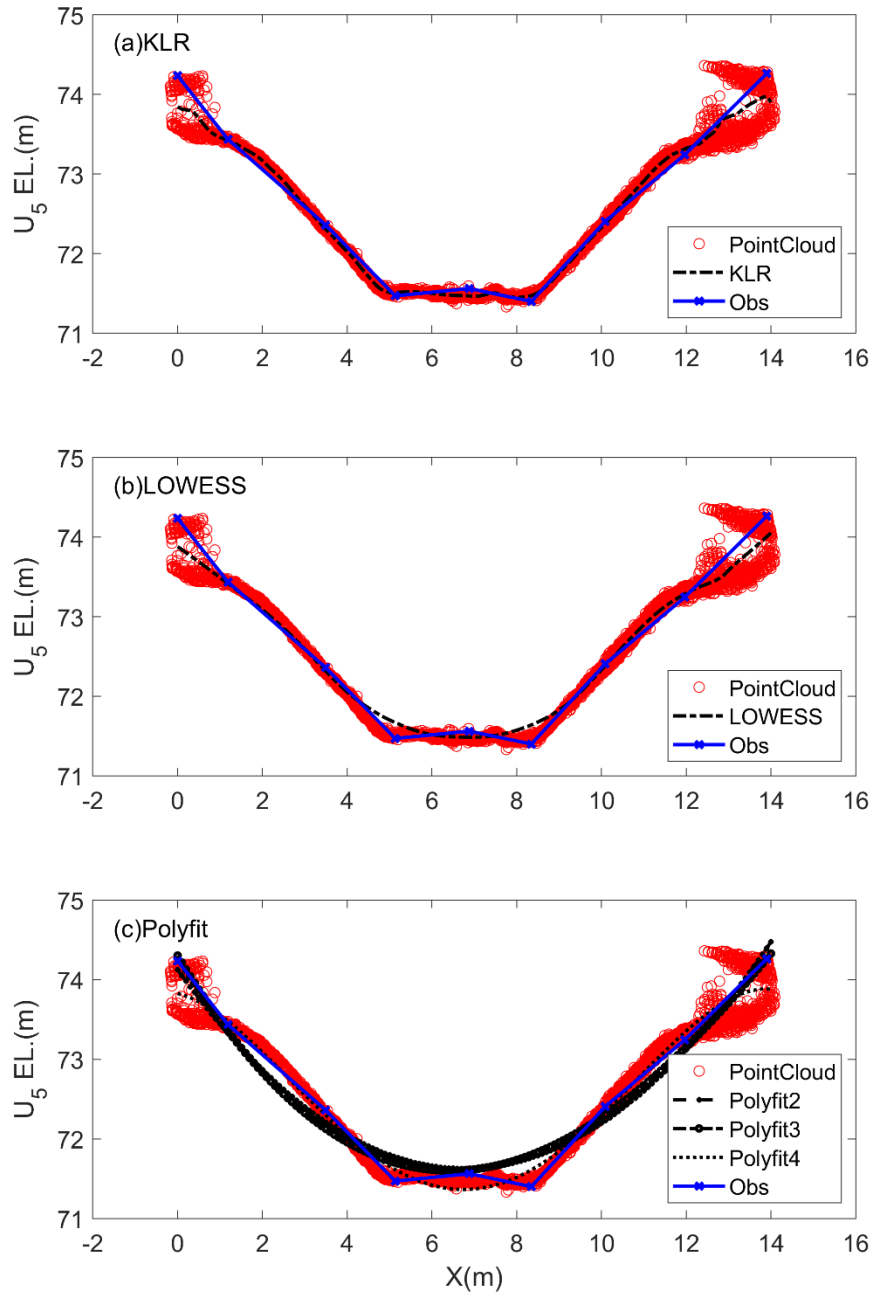 75
(a)KLR
74
73
72
71
U5 EL.(m)
PointCloud
KLR
Obs
-2 0 2 4 6 8 10 12 14 16
75
(b)LOWESS
74
73
72
71
U5 EL.(m)
PointCloud
LOWESS
Obs
-2 0 2 4 6 8 10 12 14 16
75
(c)Polyfit
74
73
72
71
U5 EL.(m)
PointCloud
Polyfit2
Polyfit3
Polyfit4
Obs
-2 0 2 4 6 8 10 12 14 16
X(m)